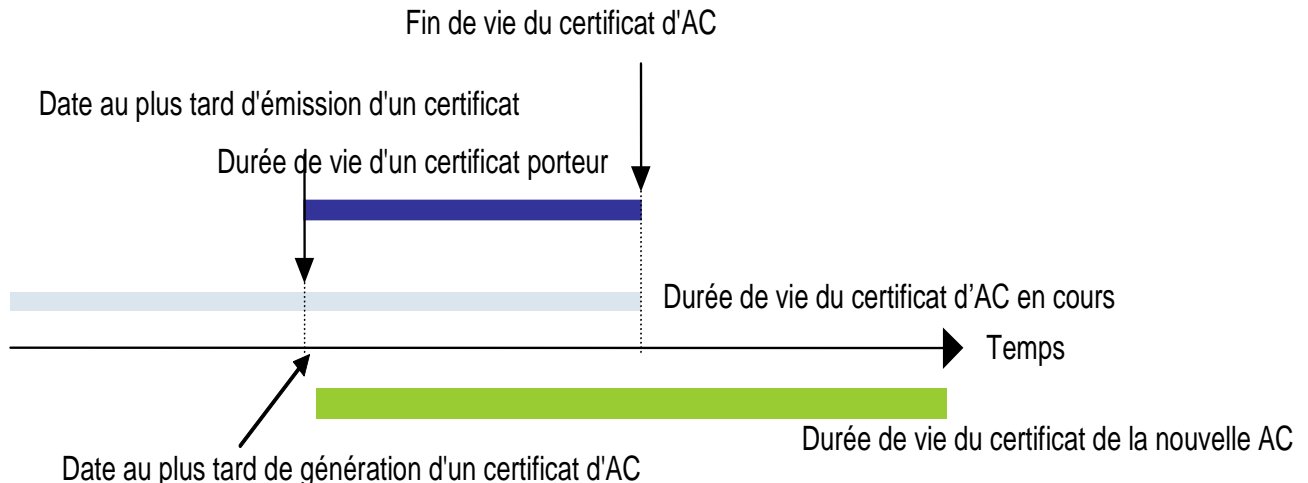 Fin de vie du certificat d'AC
Date au plus tard d'émission d'un certificat
Durée de vie d'un certificat porteur
Durée de vie du certificat d’AC en cours
Temps
Durée de vie du certificat de la nouvelle AC
Date au plus tard de génération d'un certificat d'AC